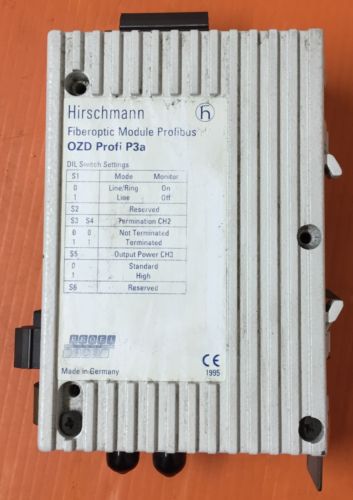 Hirschmann
h
Fiberoptic Module Profibus
OZD Profi P3a
DIL Switch Settings
S1 Mode Monitor
0 Line/Ring On
1 Line Off
S2 Reserved
S3 S4 Termination CH2
0 0 Not Terminated
1 1 Terminated
S5 Output Power CH3
0 Standard
1 High
S6 Reserved
Made in Germany
CE
1995